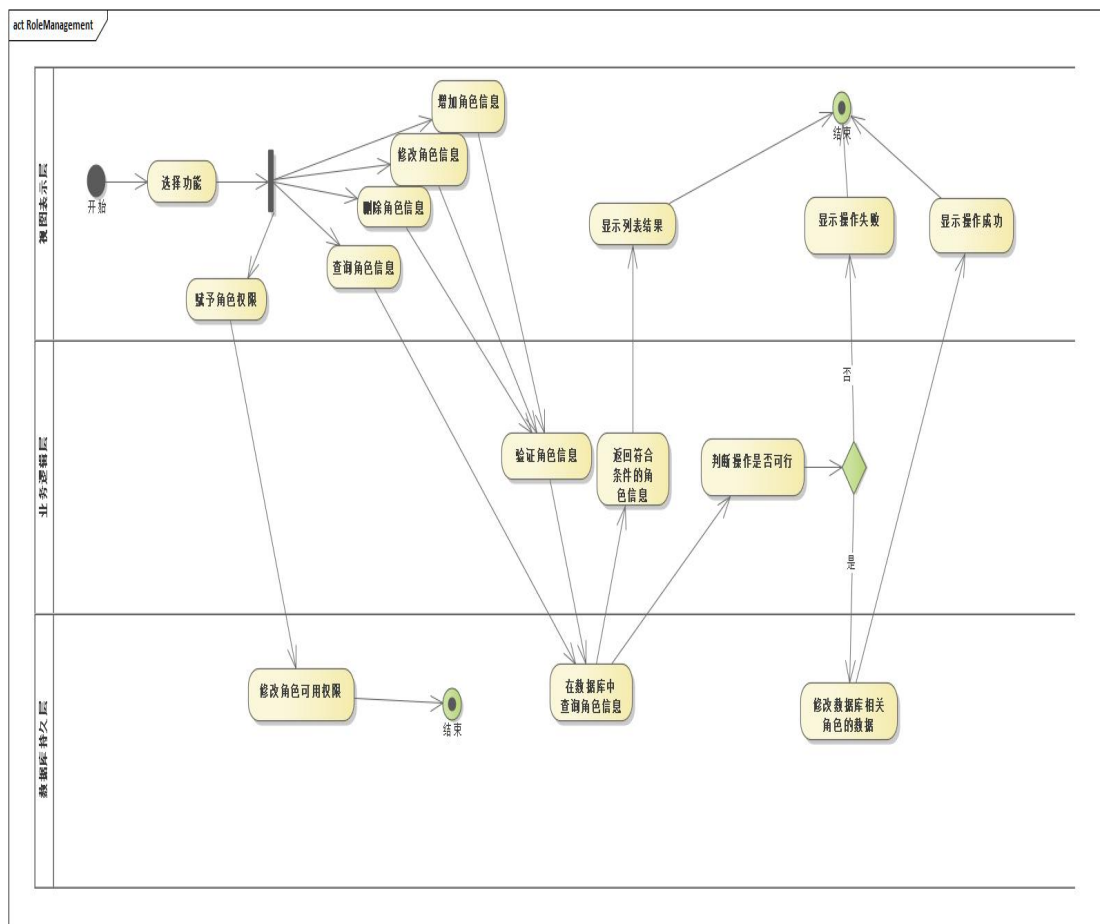 act RoleManagement
视图表示层
开始
选择功能
增加角色信息
修改角色信息
删除角色信息
查询角色信息
赋予角色权限
显示列表结果
结束
显示操作失败
显示操作成功
业务逻辑层
验证角色信息
返回符合
条件的角
色信息
判断操作是否可行
否
是
数据库持久层
修改角色可用权限
结束
在数据库中
查询角色信息
修改数据库相关
角色的数据